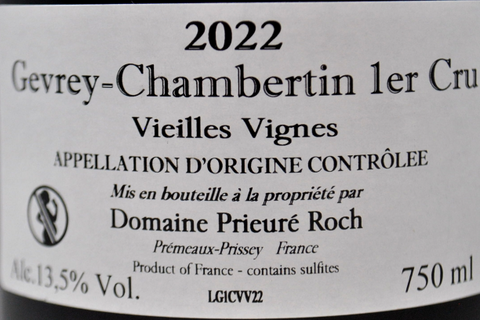 2022
Gevrey-Chambertin 1er Cru
Vieilles Vignes
APPELLATION D'ORIGINE CONTRÔLEE
Mis en bouteille à la propriété par
Domaine Prieuré Roch
Prémeaux-Prissey France
Product of France - contains sulfites
Alc.13,5% Vol.
750 ml
LG1CVV22